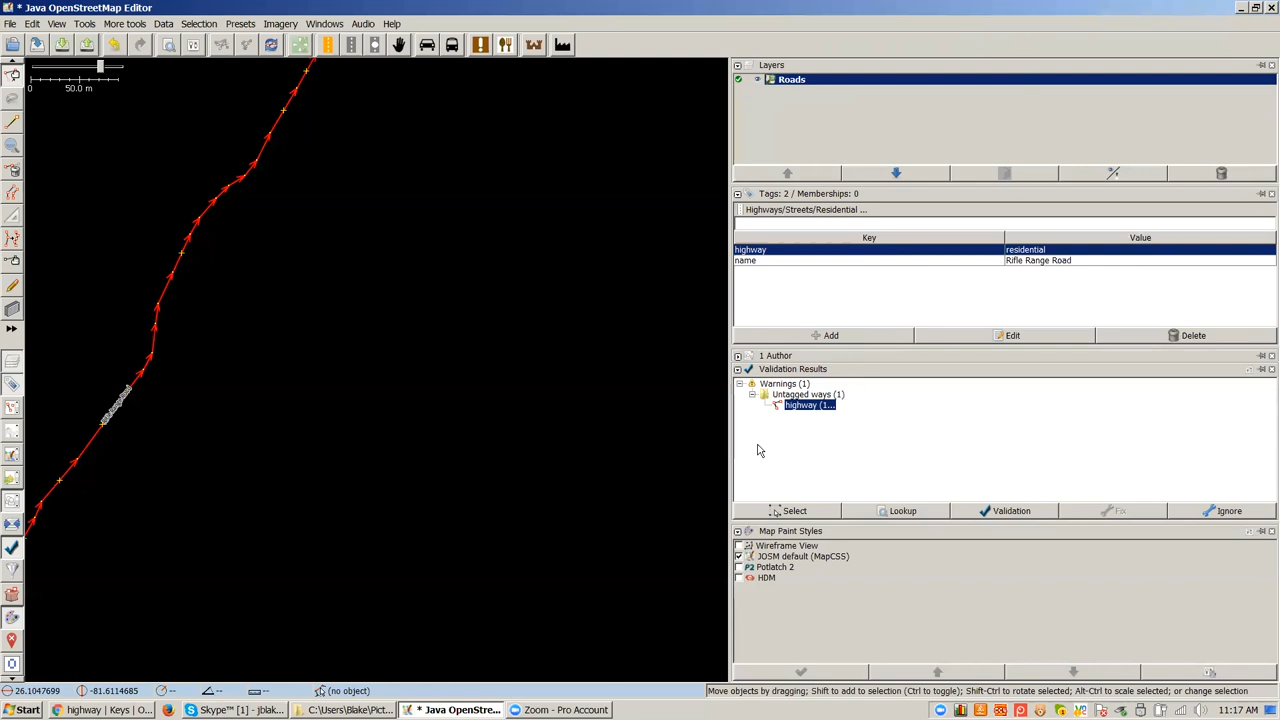 * Java OpenStreetMap Editor
File Edit View Tools More tools Data Selection Presets Imagery Windows Audio Help
0 50.0 m
Layers
Roads
Tags: 2 / Memberships: 0
Highways/Streets/Residential ...
Key Value
highway residential
name Rifle Range Road
Add Edit Delete
1 Author
Validation Results
Warnings (1)
Untagged ways (1)
highway (1...
Select Lookup Validation Fix Ignore
Map Paint Styles
Wireframe View
JOSM default (MapCSS)
P2 Potlatch 2
HDM
26.1047699 -81.6114685 -- -- -- (no object)
Move objects by dragging; Shift to add to selection (Ctrl to toggle); Shift-Ctrl to rotate selected; Alt-Ctrl to scale selected; or change selection
Start highway | Keys | O... Skype™ [1] - jblak... C:\Users\Blake\Pict... * Java OpenStre... Zoom - Pro Account 11:17 AM